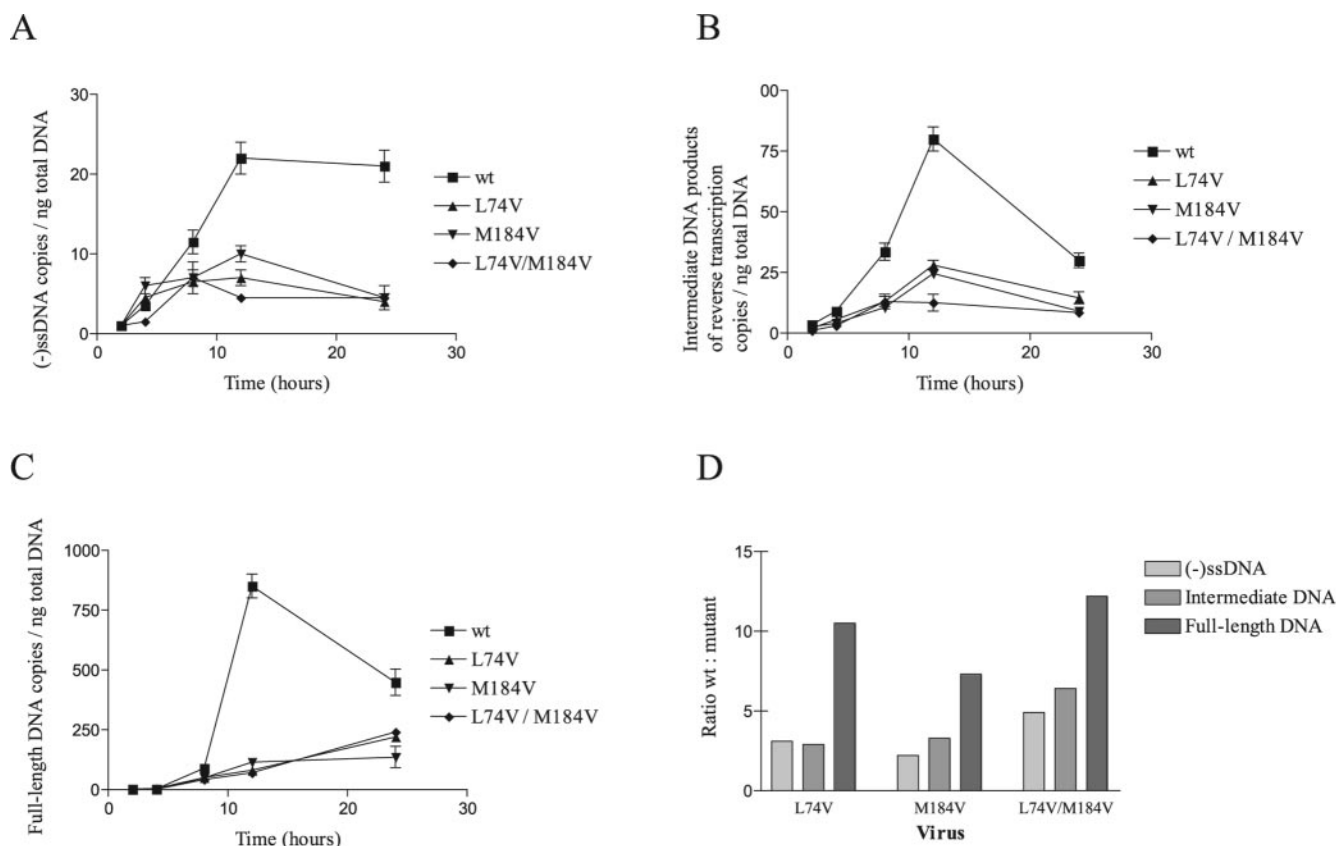 A
(-)ssDNA copies / ng total DNA
30
20
10
0
0
10
20
30
Time (hours)
wt
L74V
M184V
L74V/M184V
B
Intermediate DNA products
of reverse transcription
copies / ng total DNA
00
75
50
25
0
0
10
20
30
Time (hours)
wt
L74V
M184V
L74V / M184V
C
Full-length DNA copies / ng total DNA
1000
750
500
250
0
0
10
20
30
Time (hours)
wt
L74V
M184V
L74V / M184V
D
Ratio wt : mutant
15
10
5
0
L74V
M184V
L74V/M184V
Virus
(-)ssDNA
Intermediate DNA
Full-length DNA